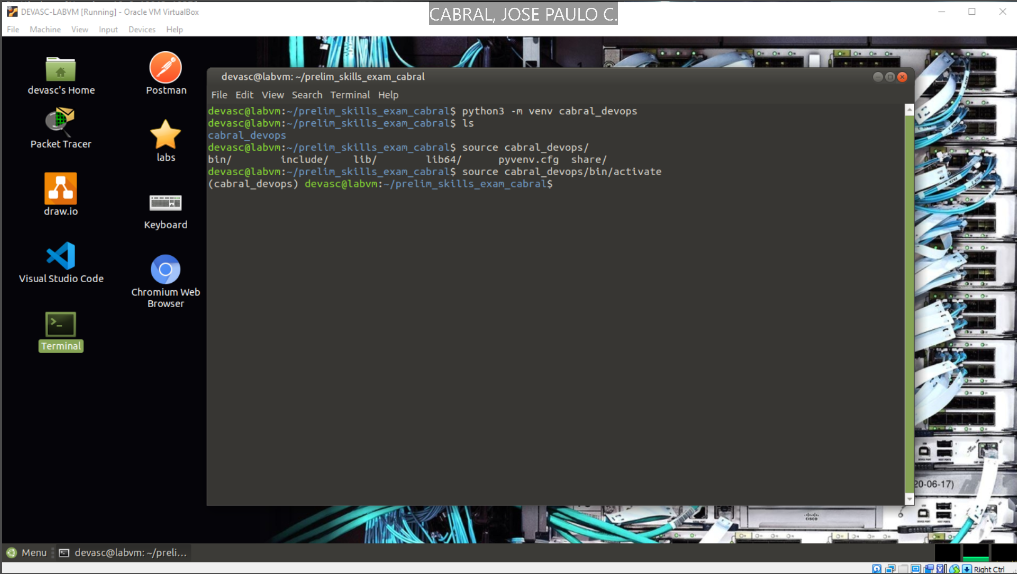 DEVASC-LABVM [Running] - Oracle VM VirtualBox
CABRAL, JOSE PAULO C.
File Machine View Input Devices Help
devasc's Home
Postman
Packet Tracer
labs
draw.io
Keyboard
Visual Studio Code
Chromium Web
Browser
Terminal
devasc@labvm: ~/prelim_skills_exam_cabral
File Edit View Search Terminal Help
devasc@labvm:~/prelim_skills_exam_cabral$ python3 -m venv cabral_devops
devasc@labvm:~/prelim_skills_exam_cabral$ ls
cabral_devops
devasc@labvm:~/prelim_skills_exam_cabral$ source cabral_devops/
bin/ include/ lib/ lib64/ pyvenv.cfg share/
devasc@labvm:~/prelim_skills_exam_cabral$ source cabral_devops/bin/activate
(cabral_devops) devasc@labvm:~/prelim_skills_exam_cabral$
20-06-17)
Menu devasc@labvm: ~/preli...
Right Ctrl